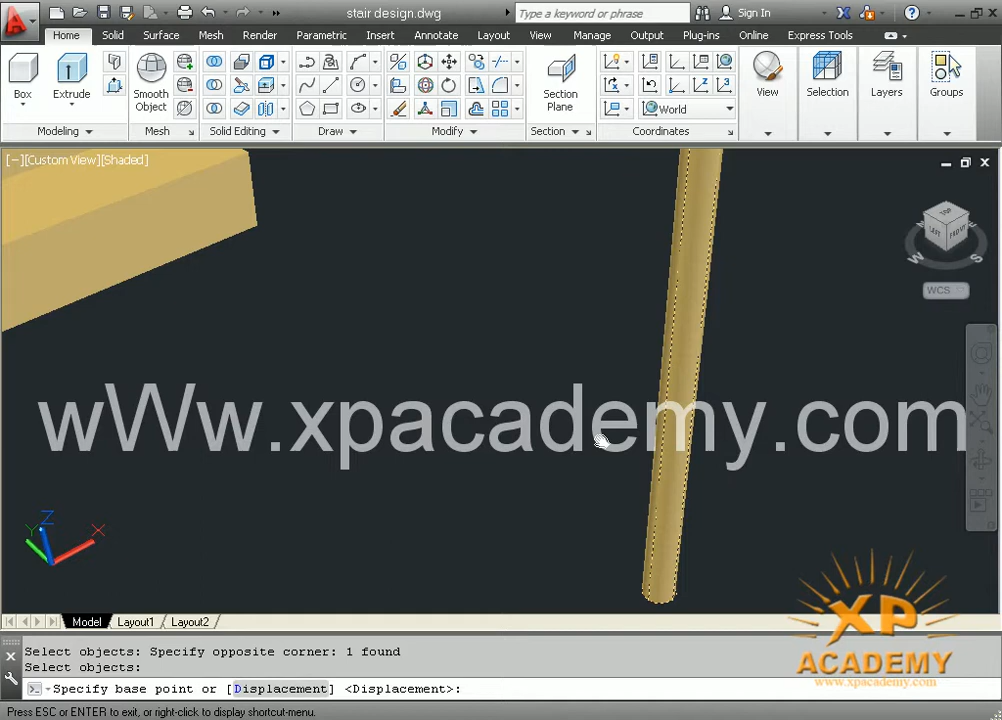 stair design.dwg
Type a keyword or phrase
Sign In
Home Solid Surface Mesh Render Parametric Insert Annotate Layout View Manage Output Plug-ins Online Express Tools
Box
Extrude
Smooth Object
Section Plane
World
View
Selection
Layers
Groups
Modeling
Mesh
Solid Editing
Draw
Modify
Section
Coordinates
[−][Custom View][Shaded]
TOP
LEFT
FRONT
W
S
WCS
wWw.xpacademy.com
Z
Y
X
Model Layout1 Layout2
XP
ACADEMY
www.xpacademy.com
Select objects: Specify opposite corner: 1 found
Select objects:
Specify base point or [Displacement] <Displacement>:
Press ESC or ENTER to exit, or right-click to display shortcut-menu.